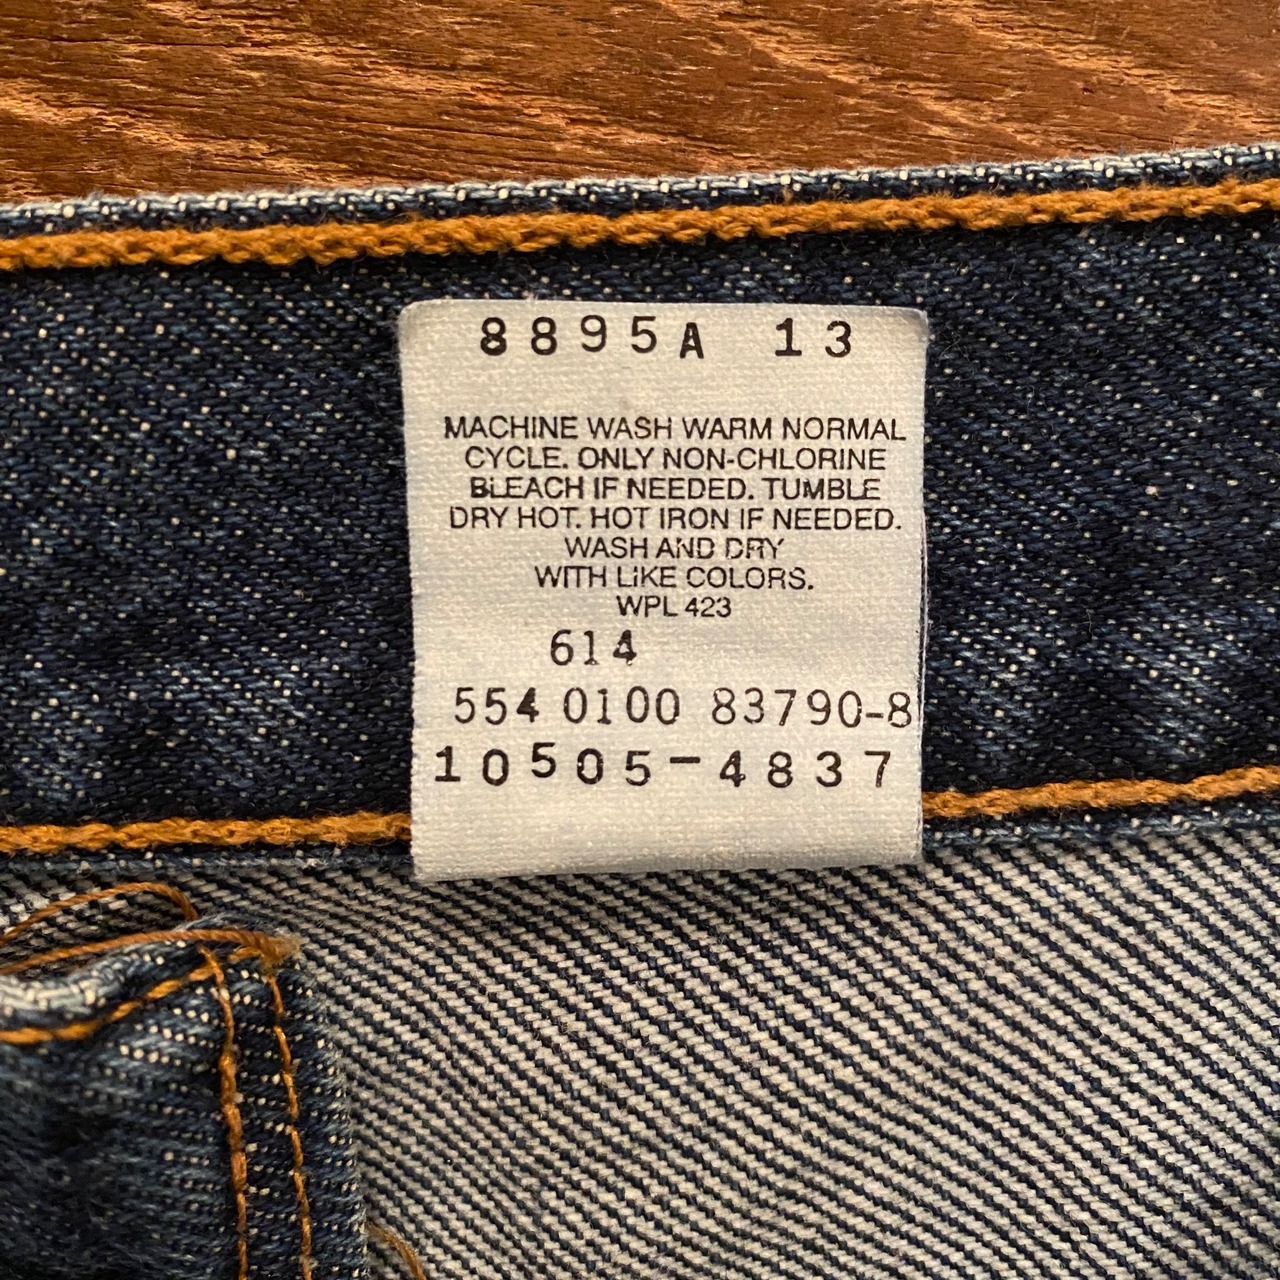 8895A 13
MACHINE WASH WARM NORMAL
CYCLE. ONLY NON-CHLORINE
BLEACH IF NEEDED. TUMBLE
DRY HOT. HOT IRON IF NEEDED.
WASH AND DRY
WITH LIKE COLORS.
WPL 423
614
554 0100 83790-8
10505-4837